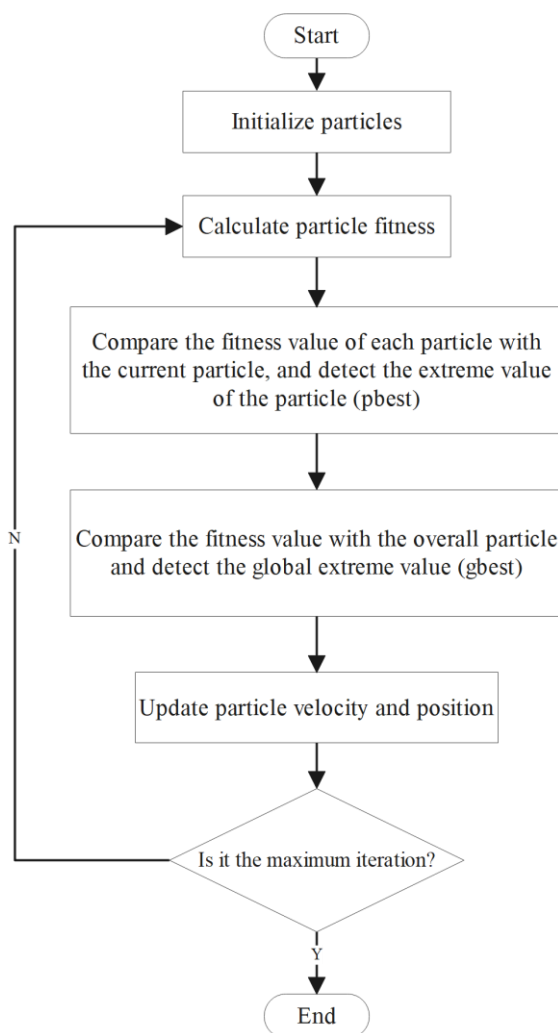 Start
Initialize particles
Calculate particle fitness
Compare the fitness value of each particle with
the current particle, and detect the extreme value
of the particle (pbest)
N
Compare the fitness value with the overall particle
and detect the global extreme value (gbest)
Update particle velocity and position
Is it the maximum iteration?
Y
End